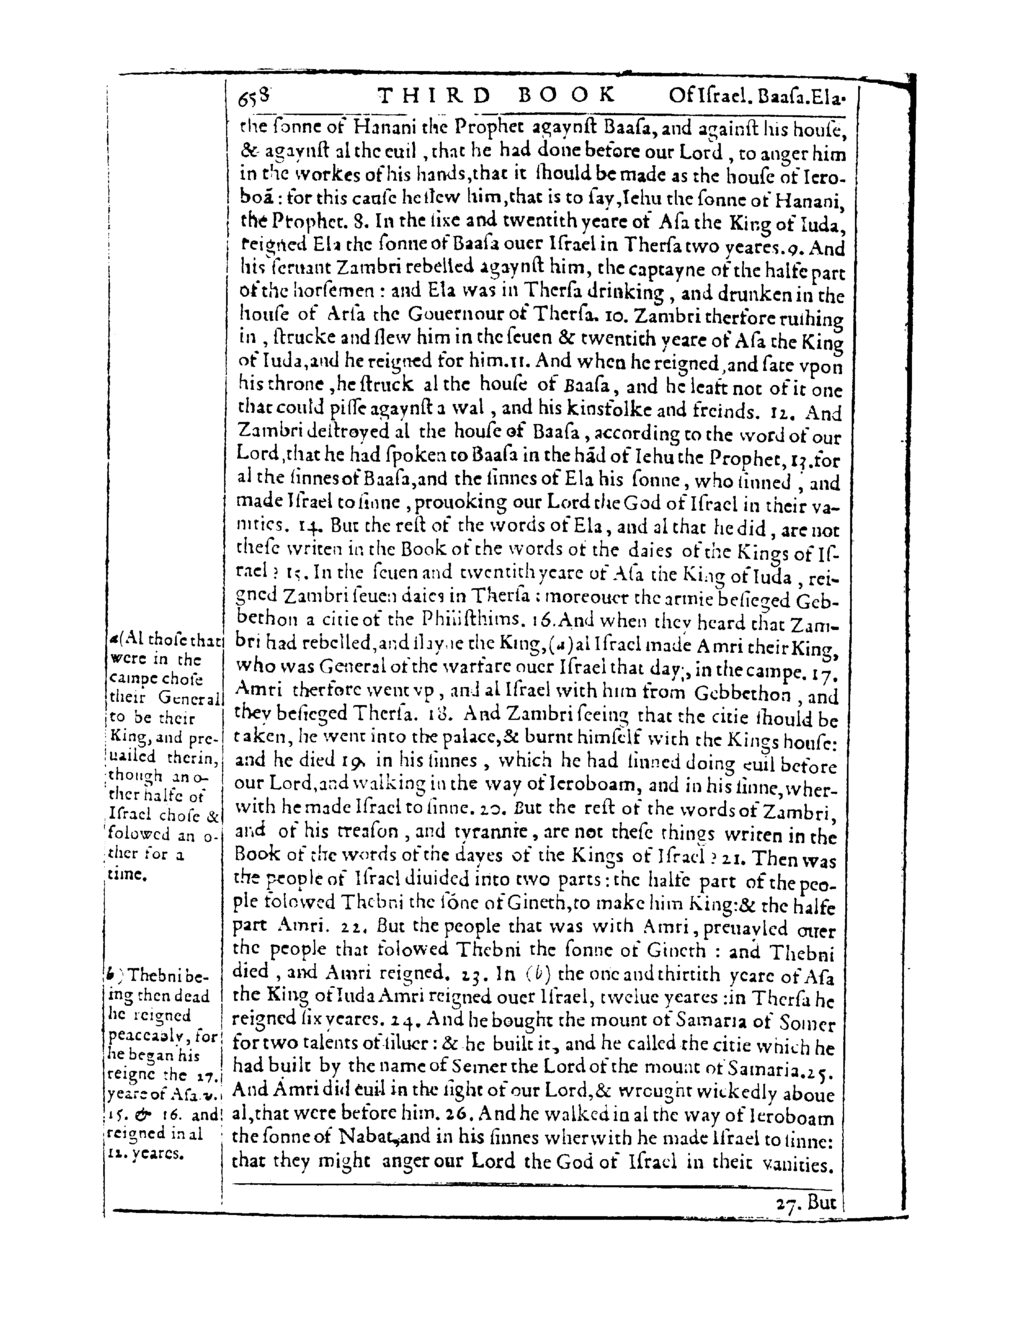 658 THIRD BOOK Of Iſrael. Baaſa. Ela.
the ſonne of Hanani the Prophet agaynſt Baaſa, and againſt his houſe,
& agaynſt al the euil, that he had done before our Lord, to anger him
in the workes of his hands, that it ſhould be made as the houſe of Iero-
boã: for this cauſe he ſlew him, that is to ſay, Iehu the ſonne of Hanani,
the Prophet. 8. In the ſixe and twentith yeare of Aſa the King of Iuda,
reigned Ela the ſonne of Baaſa ouer Iſrael in Therſa two yeares. 9. And
his ſeruant Zambri rebelled agaynſt him, the captayne of the halfe part
of the horſemen: and Ela was in Therſa drinking, and drunken in the
houſe of Arſa the Gouernour of Therſa. 10. Zambri therfore ruſhing
in, ſtrucke and ſlew him in the ſeuen & twentith yeare of Aſa the King
of Iuda, and he reigned for him. 11. And when he reigned, and ſate vpon
his throne, he ſtruck al the houſe of Baaſa, and he leaft not of it one
that could piſſe agaynſt a wal, and his kinsfolke and freinds. 12. And
Zambri deſtroyed al the houſe of Baaſa, according to the word of our
Lord, that he had ſpoken to Baaſa in the hãd of Iehu the Prophet, 13. for
al the ſinnes of Baaſa, and the ſinnes of Ela his ſonne, who ſinned, and
made Iſrael to ſinne, prouoking our Lord the God of Iſrael in their va-
nities. 14. But the reſt of the words of Ela, and al that he did, are not
theſe writen in the Book of the words of the daies of the Kings of Iſ-
rael? 15. In the ſeuen and twentith yeare of Aſa the King of Iuda, rei-
gned Zambri ſeuen daies in Therſa: moreouer the armie beſieged Geb-
bethon a citie of the Philiſthims. 16. And when they heard that Zam-
bri had rebelled, and ſlayne the King, (a) al Iſrael made Amri their King,
who was General of the warfare ouer Iſrael that day, in the campe. 17.
Amri therfore went vp, and al Iſrael with him from Gebbethon, and
they beſieged Therſa. 18. And Zambri ſeeing that the citie ſhould be
taken, he went into the palace, & burnt himſelf with the Kings houſe:
and he died 19. in his ſinnes, which he had ſinned doing euil before
our Lord, and walking in the way of Ieroboam, and in his ſinne, wher-
with he made Iſrael to ſinne. 20. But the reſt of the words of Zambri,
and of his treaſon, and tyrannie, are not theſe things writen in the
Book of the words of the dayes of the Kings of Iſrael? 21. Then was
the people of Iſrael diuided into two parts: the halfe part of the peo-
ple folowed Thebni the ſóne of Gineth, to make him King: & the halfe
part Amri. 22. But the people that was with Amri, preuayled ouer
the people that folowed Thebni the ſonne of Gineth: and Thebni
died, and Amri reigned. 23. In (b) the one and thirtith yeare of Aſa
the King of Iuda Amri reigned ouer Iſrael, twelue yeares: in Therſa he
reigned ſix yeares. 24. And he bought the mount of Samaria of Somer
for two talents of ſiluer: & he built it, and he called the citie which he
had built by the name of Semer the Lord of the mount of Samaria. 25.
And Amri did euil in the ſight of our Lord, & wrought wickedly aboue
al, that were before him. 26. And he walked in al the way of Ieroboam
the ſonne of Nabat, and in his ſinnes wherwith he made Iſrael to ſinne:
that they might anger our Lord the God of Iſrael in their vanities.
27. But
a (Al thoſe that
were in the
campe choſe
their General
to be their
King, and pre-
uailed therin,
though ano-
ther halfe of
Iſrael choſe &
folowed an o-
ther for a
time.
b) Thebni be-
ing then dead
he reigned
peaceably, for
he began his
reigne the 27.
yeare of Aſa v.
15. & 16. and
reigned in al
12. yeares.